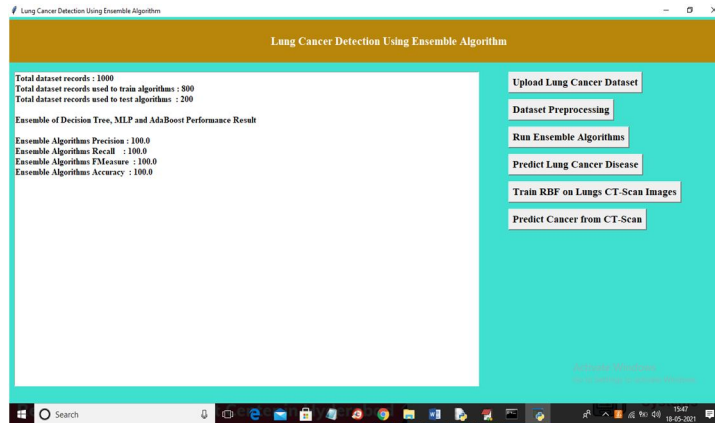 Lung Cancer Detection Using Ensemble Algorithm
Lung Cancer Detection Using Ensemble Algorithm
Total dataset records : 1000
Total dataset records used to train algorithms : 800
Total dataset records used to test algorithms : 200
Ensemble of Decision Tree, MLP and AdaBoost Performance Result
Ensemble Algorithms Precision : 100.0
Ensemble Algorithms Recall : 100.0
Ensemble Algorithms FMeasure : 100.0
Ensemble Algorithms Accuracy : 100.0
Upload Lung Cancer Dataset
Dataset Preprocessing
Run Ensemble Algorithms
Predict Lung Cancer Disease
Train RBF on Lungs CT-Scan Images
Predict Cancer from CT-Scan
Search
15:47
18-05-2021